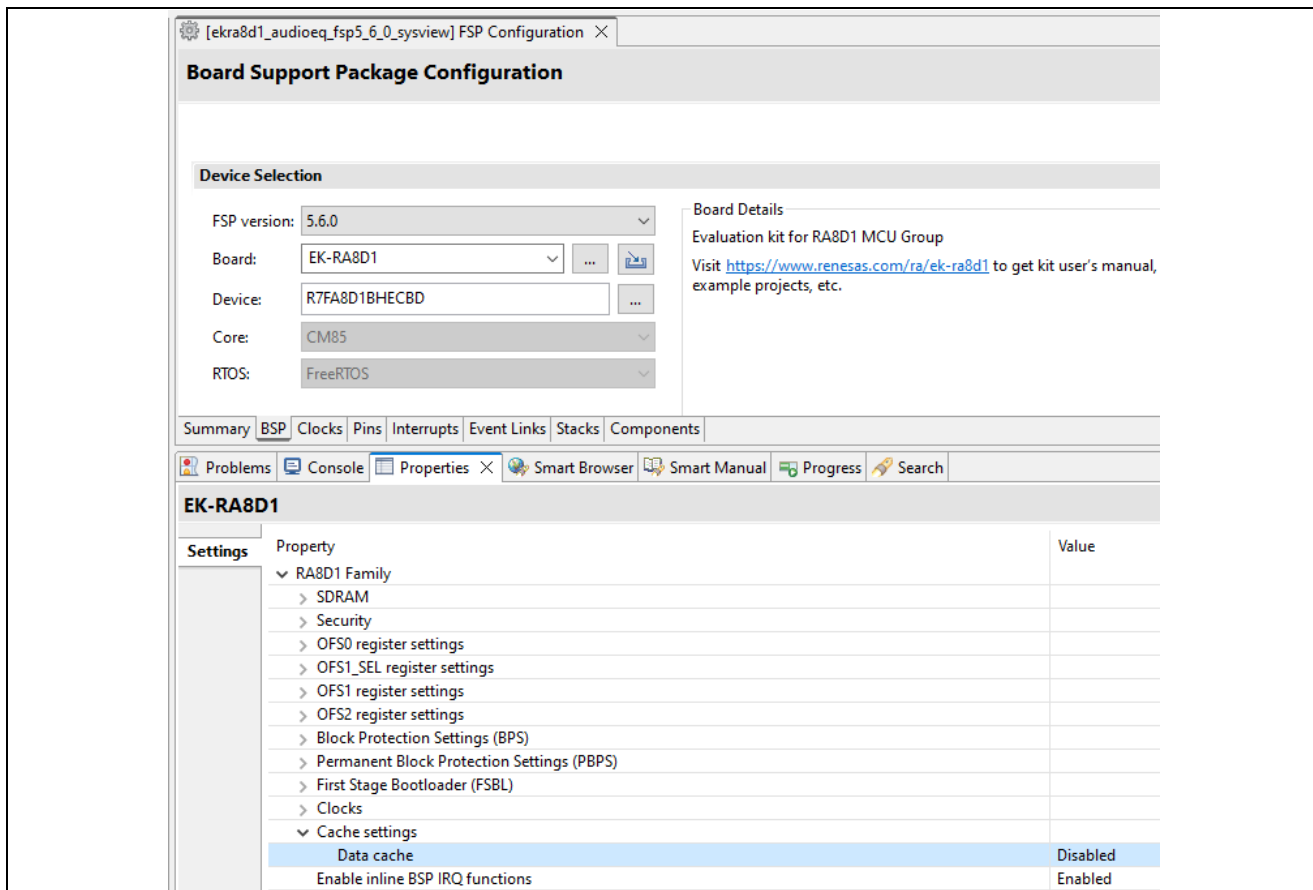 [ekra8d1_audioeq_fsp5_6_0_sysview] FSP Configuration
Board Support Package Configuration
Device Selection
FSP version: 5.6.0
Board: EK-RA8D1 ...
Device: R7FA8D1BHECBD ...
Core: CM85
RTOS: FreeRTOS
Board Details
Evaluation kit for RA8D1 MCU Group
Visit https://www.renesas.com/ra/ek-ra8d1 to get kit user's manual,
example projects, etc.
Summary BSP Clocks Pins Interrupts Event Links Stacks Components
Problems Console Properties Smart Browser Smart Manual Progress Search
EK-RA8D1
Settings
Property Value
RA8D1 Family
SDRAM
Security
OFS0 register settings
OFS1_SEL register settings
OFS1 register settings
OFS2 register settings
Block Protection Settings (BPS)
Permanent Block Protection Settings (PBPS)
First Stage Bootloader (FSBL)
Clocks
Cache settings
Data cache Disabled
Enable inline BSP IRQ functions Enabled